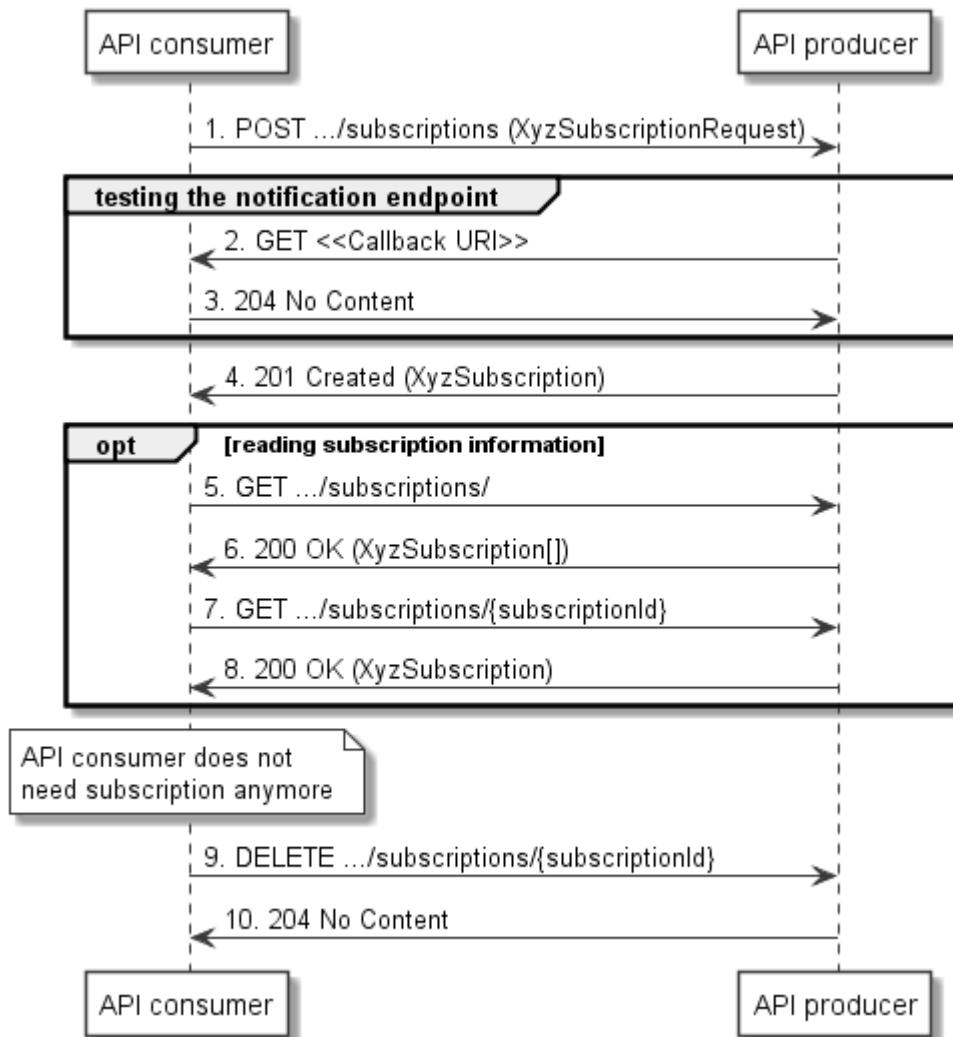 API consumer
API producer
1. POST .../subscriptions (XyzSubscriptionRequest)
testing the notification endpoint
2. GET <<Callback URI>>
3. 204 No Content
4. 201 Created (XyzSubscription)
opt
[reading subscription information]
5. GET .../subscriptions/
6. 200 OK (XyzSubscription[])
7. GET .../subscriptions/{subscriptionId}
8. 200 OK (XyzSubscription)
API consumer does not
need subscription anymore
9. DELETE .../subscriptions/{subscriptionId}
10. 204 No Content
API consumer
API producer